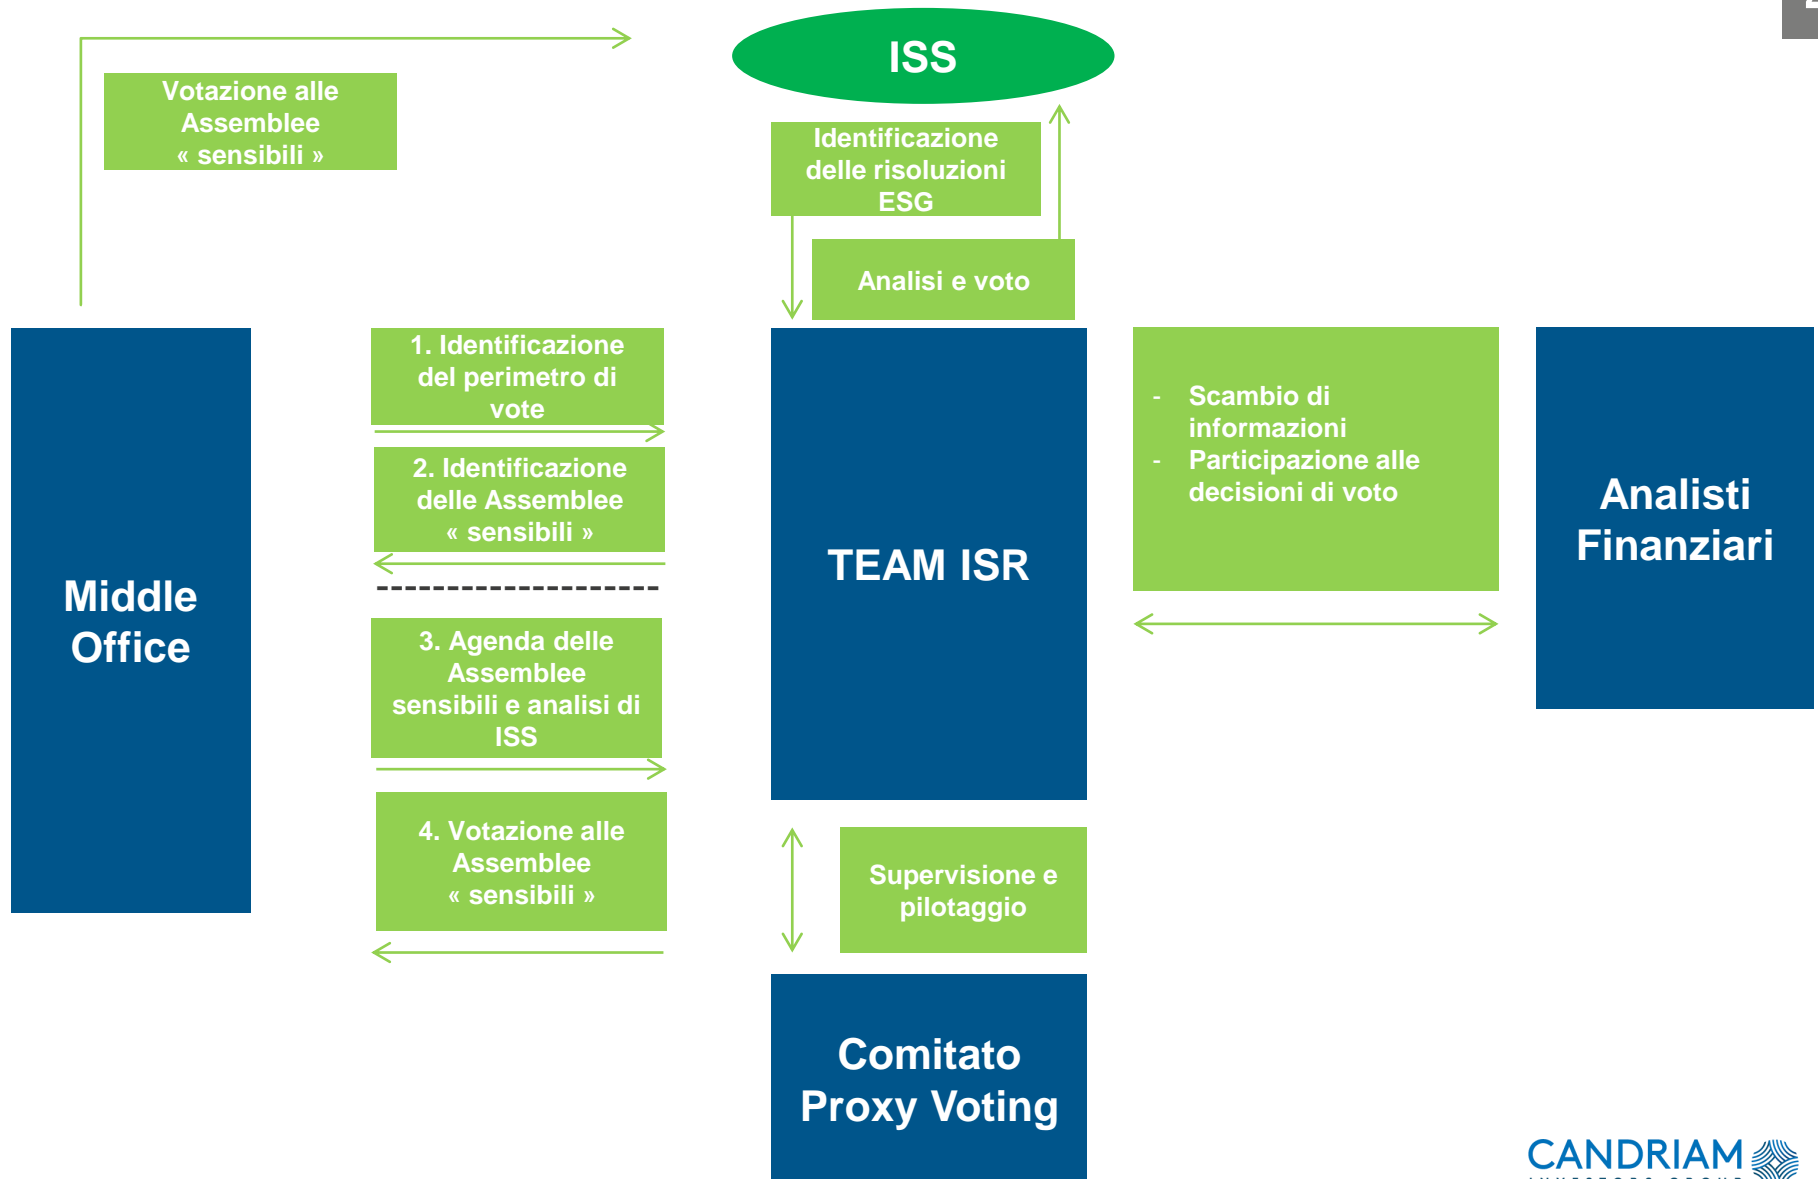 ISS
Votazione alle
Assemblee
« sensibili »
Identificazione
delle risoluzioni
ESG
Analisi e voto
Middle
Office
1. Identificazione
del perimetro di
vote
2. Identificazione
delle Assemblee
« sensibili »
3. Agenda delle
Assemblee
sensibili e analisi di
ISS
4. Votazione alle
Assemblee
« sensibili »
TEAM ISR
- Scambio di
informazioni
- Participazione alle
decisioni di voto
Analisti
Finanziari
Supervisione e
pilotaggio
Comitato
Proxy Voting
CANDRIAM